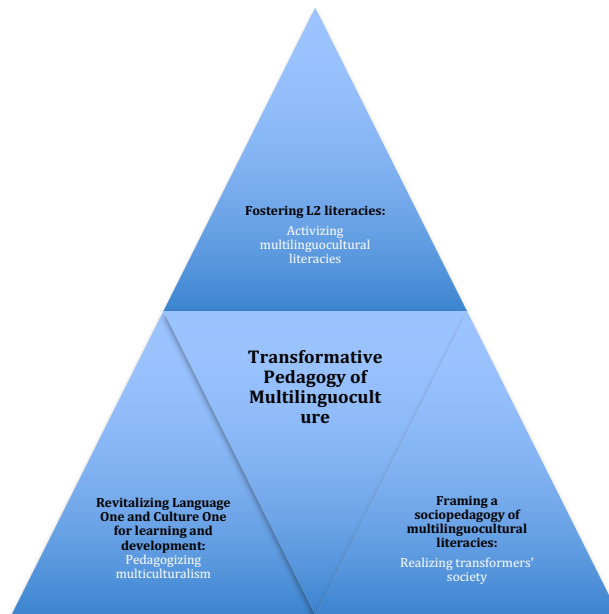 Fostering L2 literacies:
Activizing
multilinguocultural
literacies
Transformative
Pedagogy of
Multilinguocult
ure
Revitalizing Language
One and Culture One
for learning and
development:
Pedagogizing
multiculturalism
Framing a
sociopedagogy of
multilinguocultural
literacies:
Realizing transformers'
society